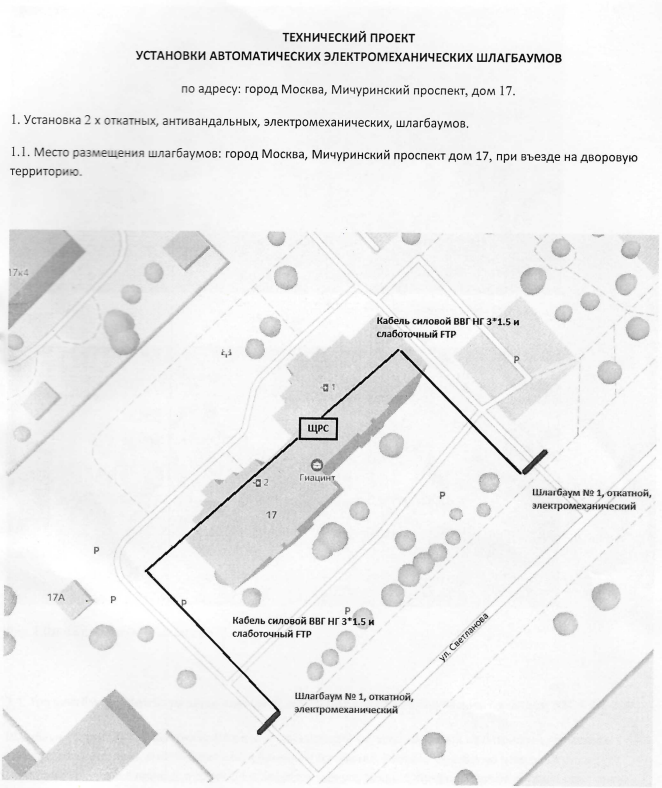 ТЕХНИЧЕСКИЙ ПРОЕКТ
УСТАНОВКИ АВТОМАТИЧЕСКИХ ЭЛЕКТРОМЕХАНИЧЕСКИХ ШЛАГБАУМОВ
по адресу: город Москва, Мичуринский проспект, дом 17.
1. Установка 2 х откатных, антивандальных, электромеханических, шлагбаумов.
1.1. Место размещения шлагбаумов: город Москва, Мичуринский проспект дом 17, при въезде на дворовую
территорию.
17к4
Кабель силовой ВВГ НГ 3*1.5 и
слаботочный FTP
Р
1
ЩРС
Гиацинт
2
Шлагбаум № 1, откатной,
электромеханический
Р
17
Р
17А
Р
Р
Р
Кабель силовой ВВГ НГ 3*1.5 и
слаботочный FTP
ул. Светланова
Шлагбаум № 1, откатной,
электромеханический